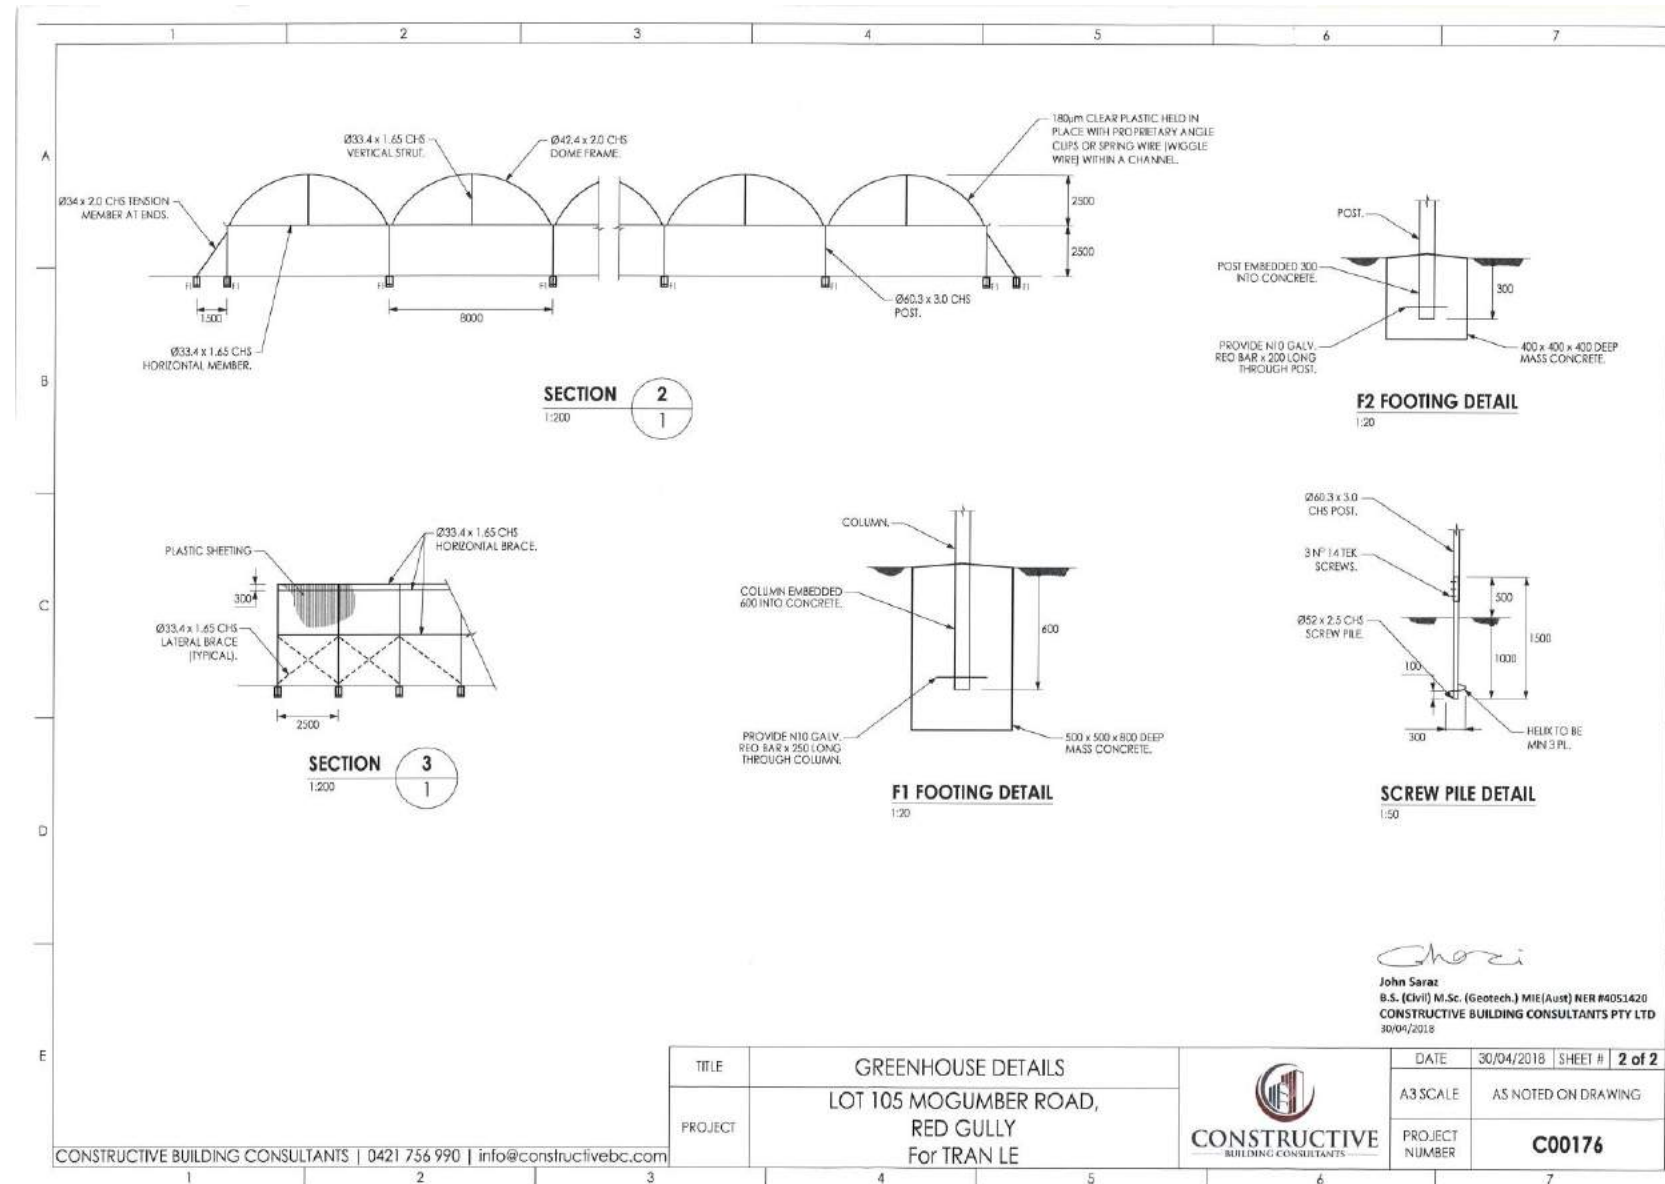 1 2 3 4 5 6 7
A
B
C
D
E
Ø33.4 x 1.65 CHS
VERTICAL STRUT.
Ø42.4 x 2.0 CHS
DOME FRAME.
180µm CLEAR PLASTIC HELD IN
PLACE WITH PROPRIETARY ANGLE
CLIPS OR SPRING WIRE (WIGGLE
WIRE) WITHIN A CHANNEL.
Ø34 x 2.0 CHS TENSION
MEMBER AT ENDS.
2500
2500
F1 F1 F1 F1 F1 F1 F1 F1
1500
8000
Ø60.3 x 3.0 CHS
POST.
Ø33.4 x 1.65 CHS
HORIZONTAL MEMBER.
SECTION 2
1:200 1
POST.
POST EMBEDDED 300
INTO CONCRETE.
300
PROVIDE N10 GALV.
REO BAR x 200 LONG
THROUGH POST.
400 x 400 x 400 DEEP
MASS CONCRETE.
F2 FOOTING DETAIL
1:20
PLASTIC SHEETING
Ø33.4 x 1.65 CHS
HORIZONTAL BRACE.
300
Ø33.4 x 1.65 CHS
LATERAL BRACE
(TYPICAL).
2500
SECTION 3
1:200 1
COLUMN.
COLUMN EMBEDDED
600 INTO CONCRETE.
600
PROVIDE N10 GALV.
REO BAR x 250 LONG
THROUGH COLUMN.
500 x 500 x 800 DEEP
MASS CONCRETE.
F1 FOOTING DETAIL
1:20
Ø60.3 x 3.0
CHS POST.
3 Nº 14 TEK
SCREWS.
Ø52 x 2.5 CHS
SCREW PILE.
500
1500
1000
100
300
HELIX TO BE
MIN 3 PL.
SCREW PILE DETAIL
1:50
John Saraz
B.S. (Civil) M.Sc. (Geotech.) MIE(Aust) NER #4051420
CONSTRUCTIVE BUILDING CONSULTANTS PTY LTD
30/04/2018
TITLE GREENHOUSE DETAILS
PROJECT
LOT 105 MOGUMBER ROAD,
RED GULLY
For TRAN LE
CONSTRUCTIVE
BUILDING CONSULTANTS
DATE 30/04/2018 SHEET # 2 of 2
A3 SCALE AS NOTED ON DRAWING
PROJECT
NUMBER
C00176
CONSTRUCTIVE BUILDING CONSULTANTS | 0421 756 990 | info@constructivebc.com
1 2 3 4 5 6 7